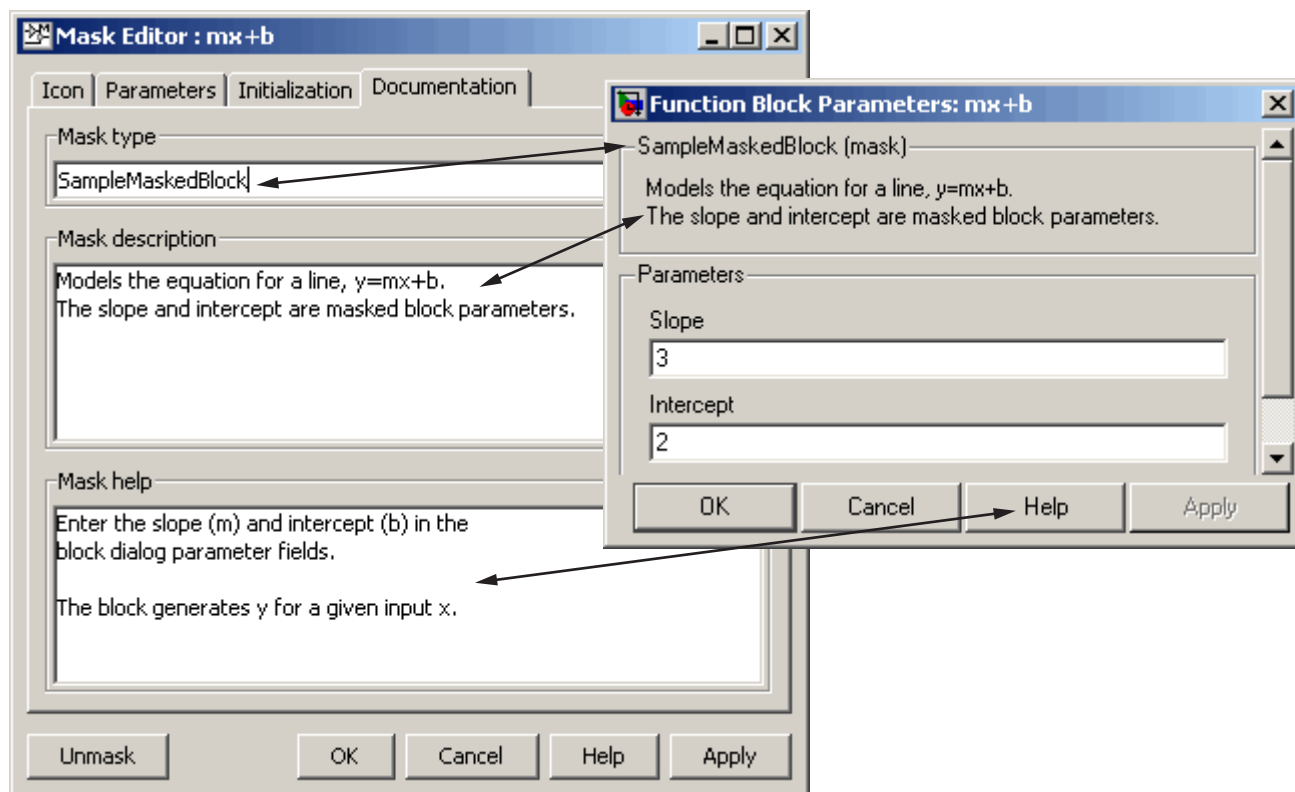 Mask Editor : mx+b
Icon Parameters Initialization Documentation
Mask type
SampleMaskedBlock
Mask description
Models the equation for a line, y=mx+b.
The slope and intercept are masked block parameters.
Mask help
Enter the slope (m) and intercept (b) in the
block dialog parameter fields.
The block generates y for a given input x.
Unmask OK Cancel Help Apply
Function Block Parameters: mx+b
SampleMaskedBlock (mask)
Models the equation for a line, y=mx+b.
The slope and intercept are masked block parameters.
Parameters
Slope
3
Intercept
2
OK Cancel Help Apply